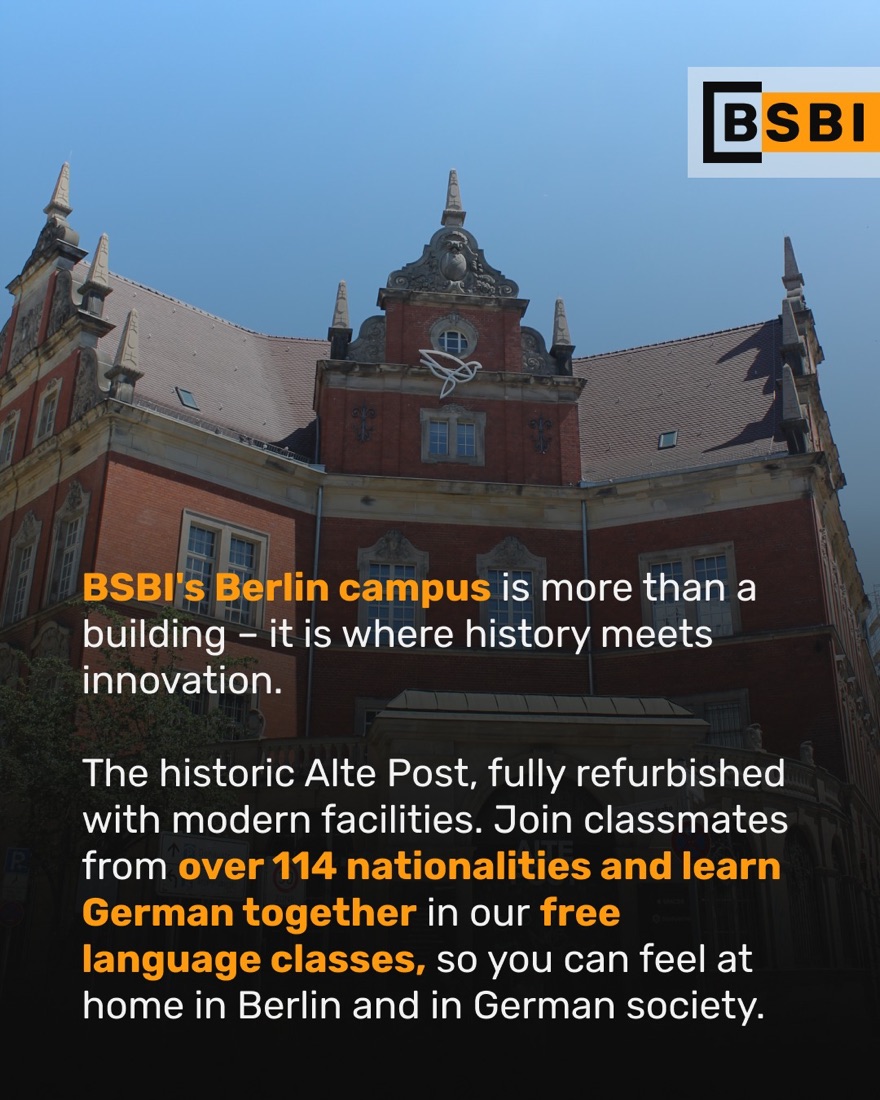 BSBI
BSBI's Berlin campus is more than a
building – it is where history meets
innovation.
The historic Alte Post, fully refurbished
with modern facilities. Join classmates
from over 114 nationalities and learn
German together in our free
language classes, so you can feel at
home in Berlin and in German society.